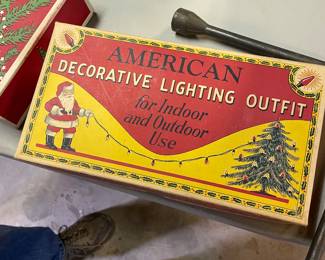 AMERICAN
DECORATIVE LIGHTING OUTFIT
for Indoor
and Outdoor
Use